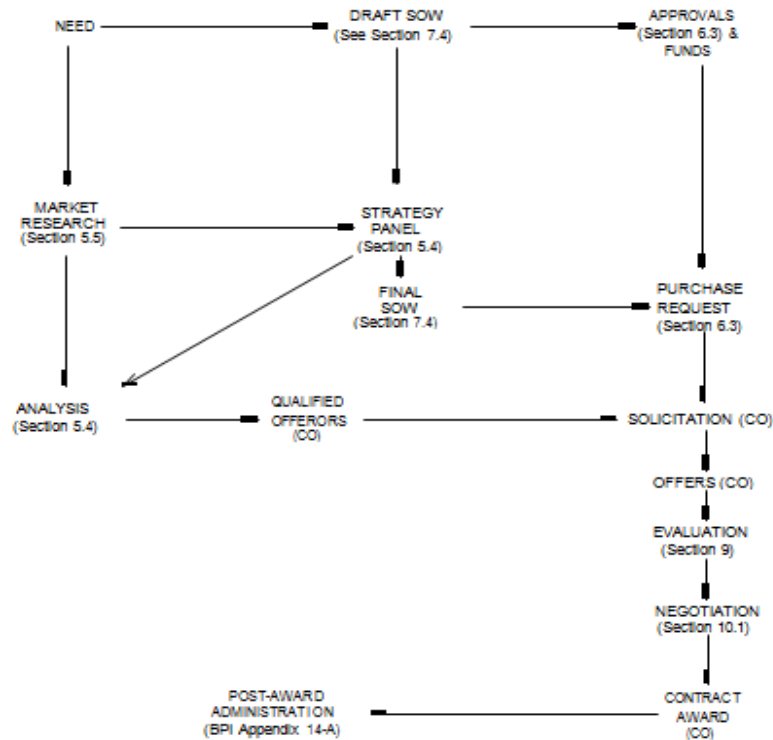 NEED
DRAFT SOW
(See Section 7.4)
APPROVALS
(Section 6.3) &
FUNDS
MARKET
RESEARCH
(Section 5.5)
STRATEGY
PANEL
(Section 5.4)
FINAL
SOW
(Section 7.4)
PURCHASE
REQUEST
(Section 6.3)
ANALYSIS
(Section 5.4)
QUALIFIED
OFFERORS
(CO)
SOLICITATION (CO)
OFFERS (CO)
EVALUATION
(Section 9)
NEGOTIATION
(Section 10.1)
POST-AWARD
ADMINISTRATION
(BPI Appendix 14-A)
CONTRACT
AWARD
(CO)